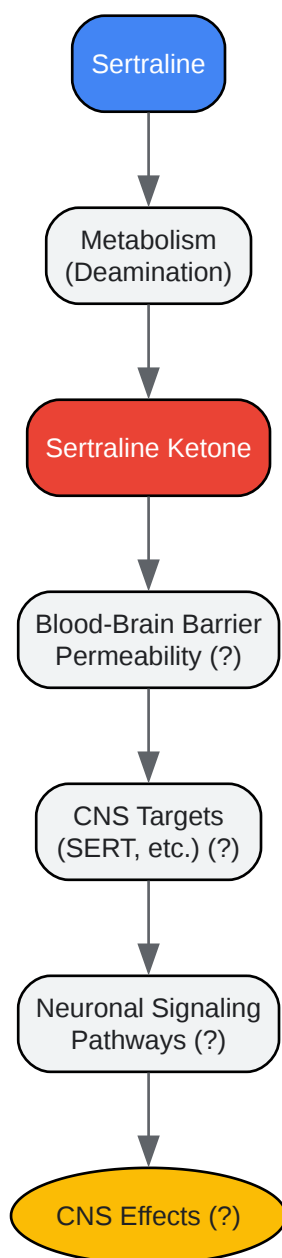 Sertraline
Metabolism
(Deamination)
Sertraline Ketone
Blood-Brain Barrier
Permeability (?)
CNS Targets
(SERT, etc.) (?)
Neuronal Signaling
Pathways (?)
CNS Effects (?)